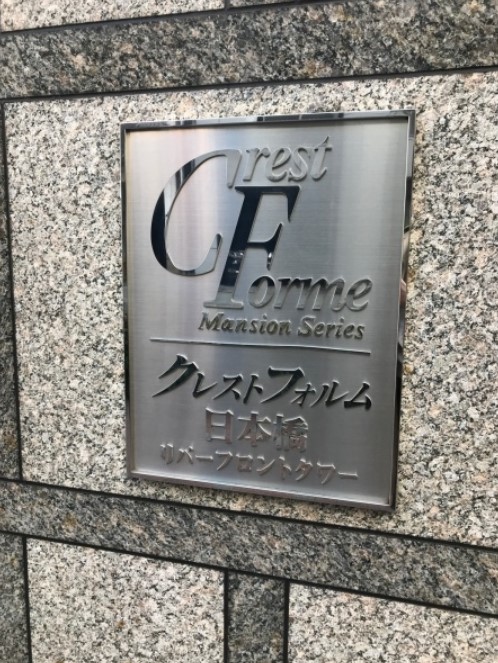 Crest
Forme
Mansion Series
クレストフォルム
日本橋
リバーフロントタワー